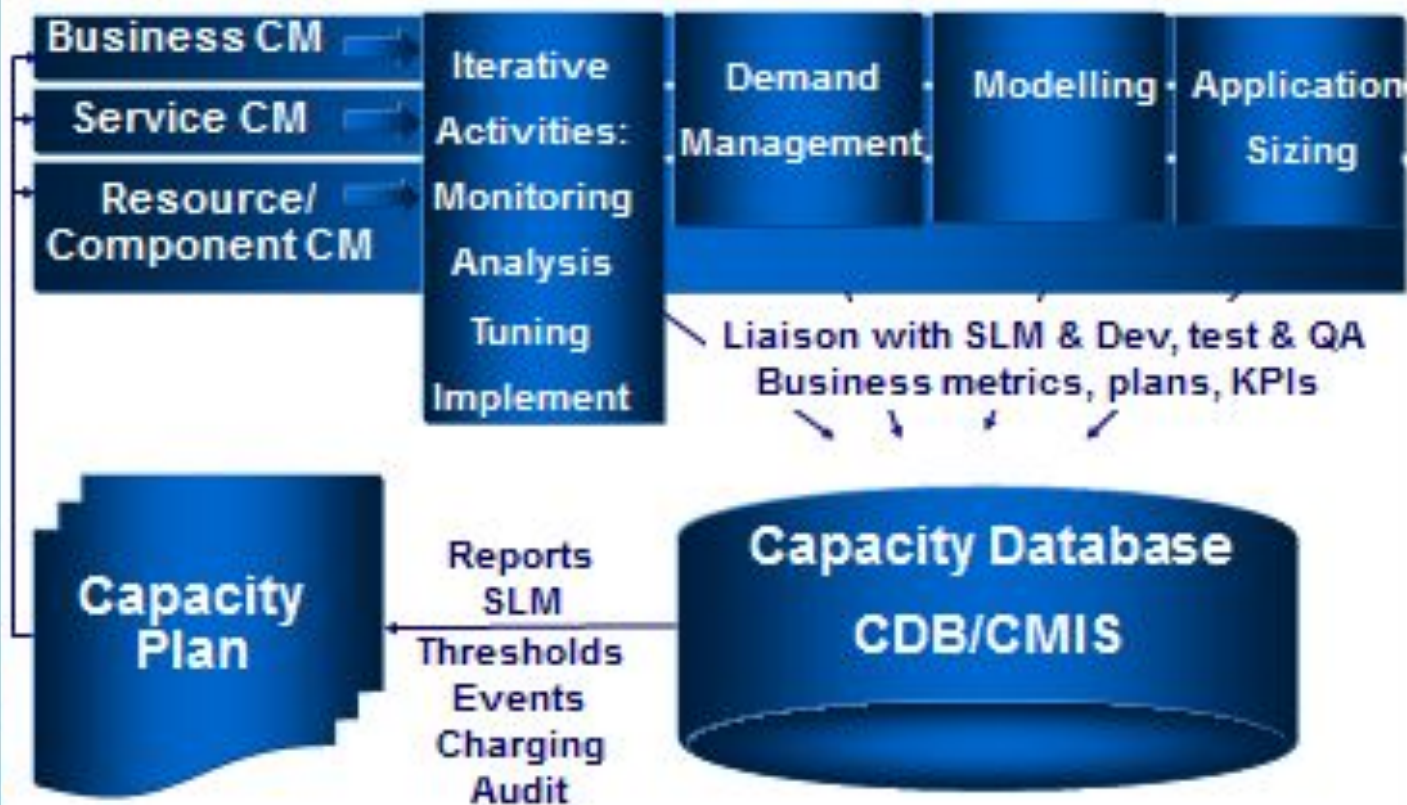 Business CM
Service CM
Resource/
Component CM
Iterative
Activities:
Monitoring
Analysis
Tuning
Implement
Demand
Management
Modelling
Application
Sizing
Liaison with SLM & Dev, test & QA
Business metrics, plans, KPIs
Capacity
Plan
Reports
SLM
Thresholds
Events
Charging
Audit
Capacity Database
CDB/CMIS